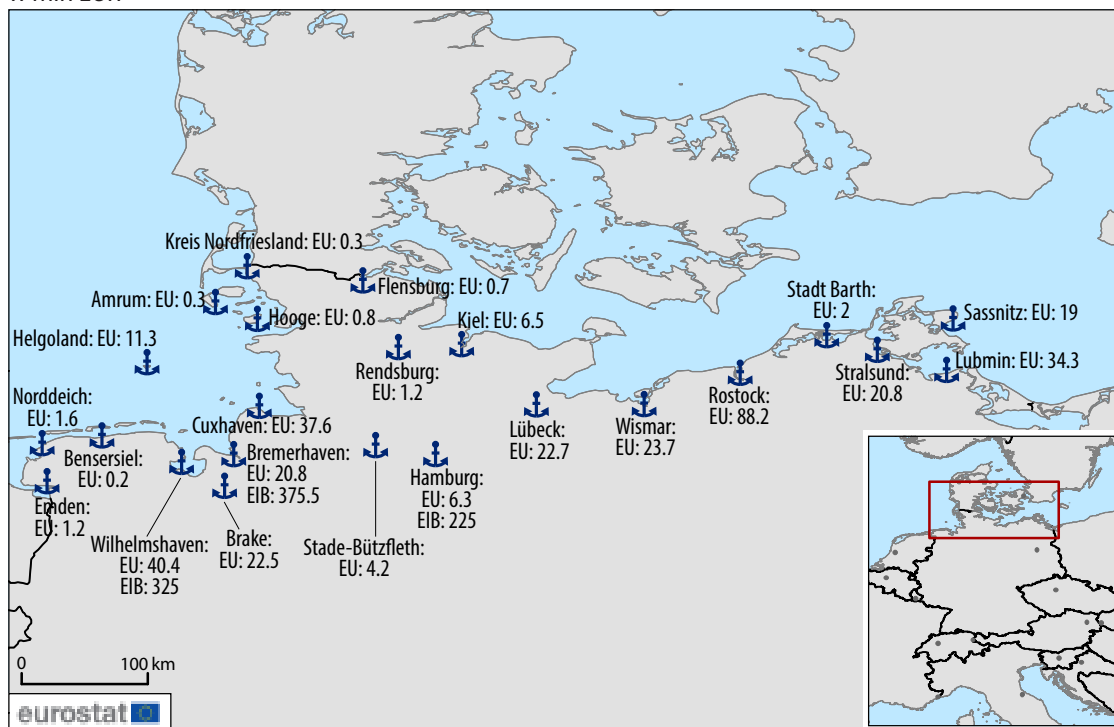 Kreis Nordfriesland: EU: 0.3
Amrum: EU: 0.3
Flensburg: EU: 0.7
Hooge: EU: 0.8
Kjel: EU: 6.5
Helgoland: EU: 11.3
Rendsburg:
EU: 1.2
Stadt Barth:
EU: 2
Sassnitz: EU: 19
Lubmin: EU: 34.3
Stralsund:
EU: 20.8
Rostock:
EU: 88.2
Wismar:
EU: 23.7
Lübeck:
EU: 22.7
Norddeich:
EU: 1.6
Cuxhaven: EU: 37.6
Bensersiel:
EU: 0.2
Bremerhaven:
EU: 20.8
EIB: 375.5
Hamburg:
EU: 6.3
EIB: 225
Emden:
EU: 1.2
Wilhelmshaven:
EU: 40.4
EIB: 325
Brake:
EU: 22.5
Stade-Bützfleth:
EU: 4.2
0 100 km
eurostat